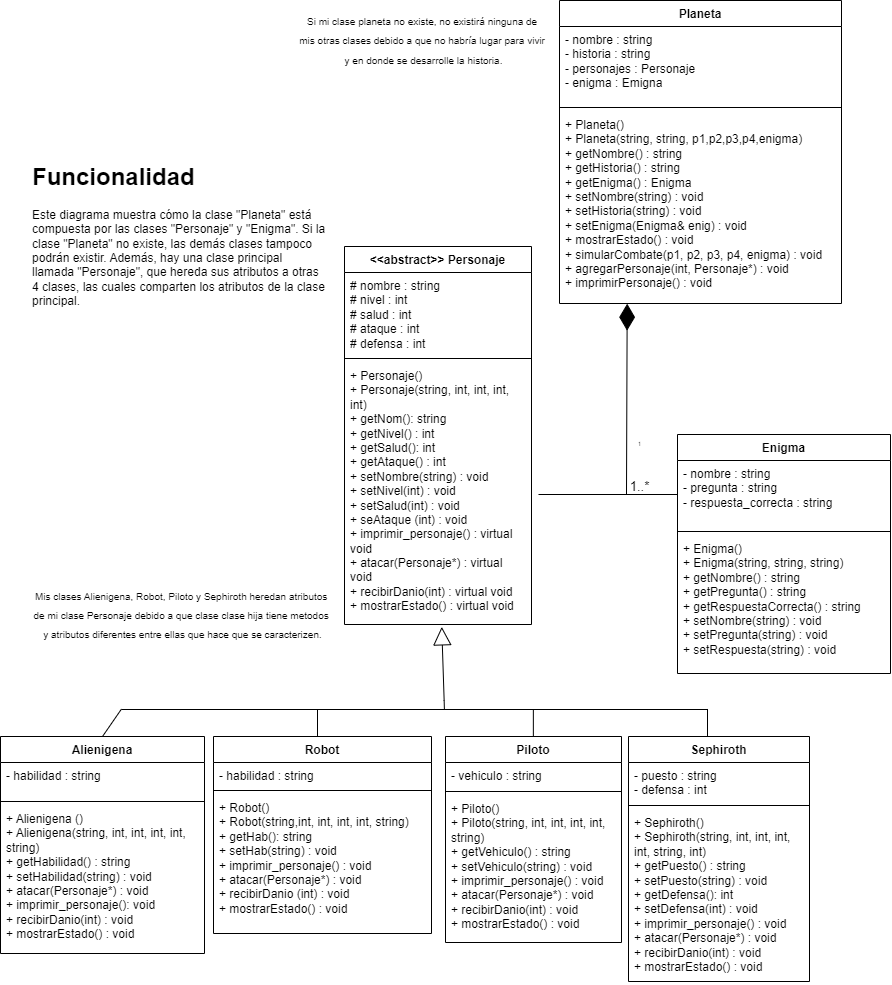 Si mi clase planeta no existe, no existirá ninguna de
mis otras clases debido a que no habría lugar para vivir
y en donde se desarrolle la historia.
Planeta
- nombre : string
- historia : string
- personajes : Personaje
- enigma : Emigna
+ Planeta()
+ Planeta(string, string, p1,p2,p3,p4,enigma)
+ getNombre() : string
+ getHistoria() : string
+ getEnigma() : Enigma
+ setNombre(string) : void
+ setHistoria(string) : void
+ setEnigma(Enigma& enig) : void
+ mostrarEstado() : void
+ simularCombate(p1, p2, p3, p4, enigma) : void
+ agregarPersonaje(int, Personaje*) : void
+ imprimirPersonaje() : void
Funcionalidad
Este diagrama muestra cómo la clase "Planeta" está
compuesta por las clases "Personaje" y "Enigma". Si la
clase "Planeta" no existe, las demás clases tampoco
podrán existir. Además, hay una clase principal
llamada "Personaje", que hereda sus atributos a otras
4 clases, las cuales comparten los atributos de la clase
principal.
<<abstract>> Personaje
# nombre : string
# nivel : int
# salud : int
# ataque : int
# defensa : int
+ Personaje()
+ Personaje(string, int, int, int,
int)
+ getNom(): string
+ getNivel() : int
+ getSalud(): int
+ getAtaque() : int
+ setNombre(string) : void
+ setNivel(int) : void
+ setSalud(int) : void
+ seAtaque (int) : void
+ imprimir_personaje() : virtual
void
+ atacar(Personaje*) : virtual
void
+ recibirDanio(int) : virtual void
+ mostrarEstado() : virtual void
1
1..*
Enigma
- nombre : string
- pregunta : string
- respuesta_correcta : string
+ Enigma()
+ Enigma(string, string, string)
+ getNombre() : string
+ getPregunta() : string
+ getRespuestaCorrecta() : string
+ setNombre(string) : void
+ setPregunta(string) : void
+ setRespuesta(string) : void
Mis clases Alienigena, Robot, Piloto y Sephiroth heredan atributos
de mi clase Personaje debido a que clase clase hija tiene metodos
y atributos diferentes entre ellas que hace que se caracterizen.
Alienigena
- habilidad : string
+ Alienigena ()
+ Alienigena(string, int, int, int, int,
string)
+ getHabilidad() : string
+ setHabilidad(string) : void
+ atacar(Personaje*) : void
+ imprimir_personaje(): void
+ recibirDanio(int) : void
+ mostrarEstado() : void
Robot
- habilidad : string
+ Robot()
+ Robot(string,int, int, int, int, string)
+ getHab(): string
+ setHab(string) : void
+ imprimir_personaje() : void
+ atacar(Personaje*) : void
+ recibirDanio (int) : void
+ mostrarEstado() : void
Piloto
- vehiculo : string
+ Piloto()
+ Piloto(string, int, int, int, int,
string)
+ getVehiculo() : string
+ setVehiculo(string) : void
+ imprimir_personaje() : void
+ atacar(Personaje*) : void
+ recibirDanio(int) : void
+ mostrarEstado() : void
Sephiroth
- puesto : string
- defensa : int
+ Sephiroth()
+ Sephiroth(string, int, int, int,
int, string, int)
+ getPuesto() : string
+ setPuesto(string) : void
+ getDefensa(): int
+ setDefensa(int) : void
+ imprimir_personaje() : void
+ atacar(Personaje*) : void
+ recibirDanio(int) : void
+ mostrarEstado() : void